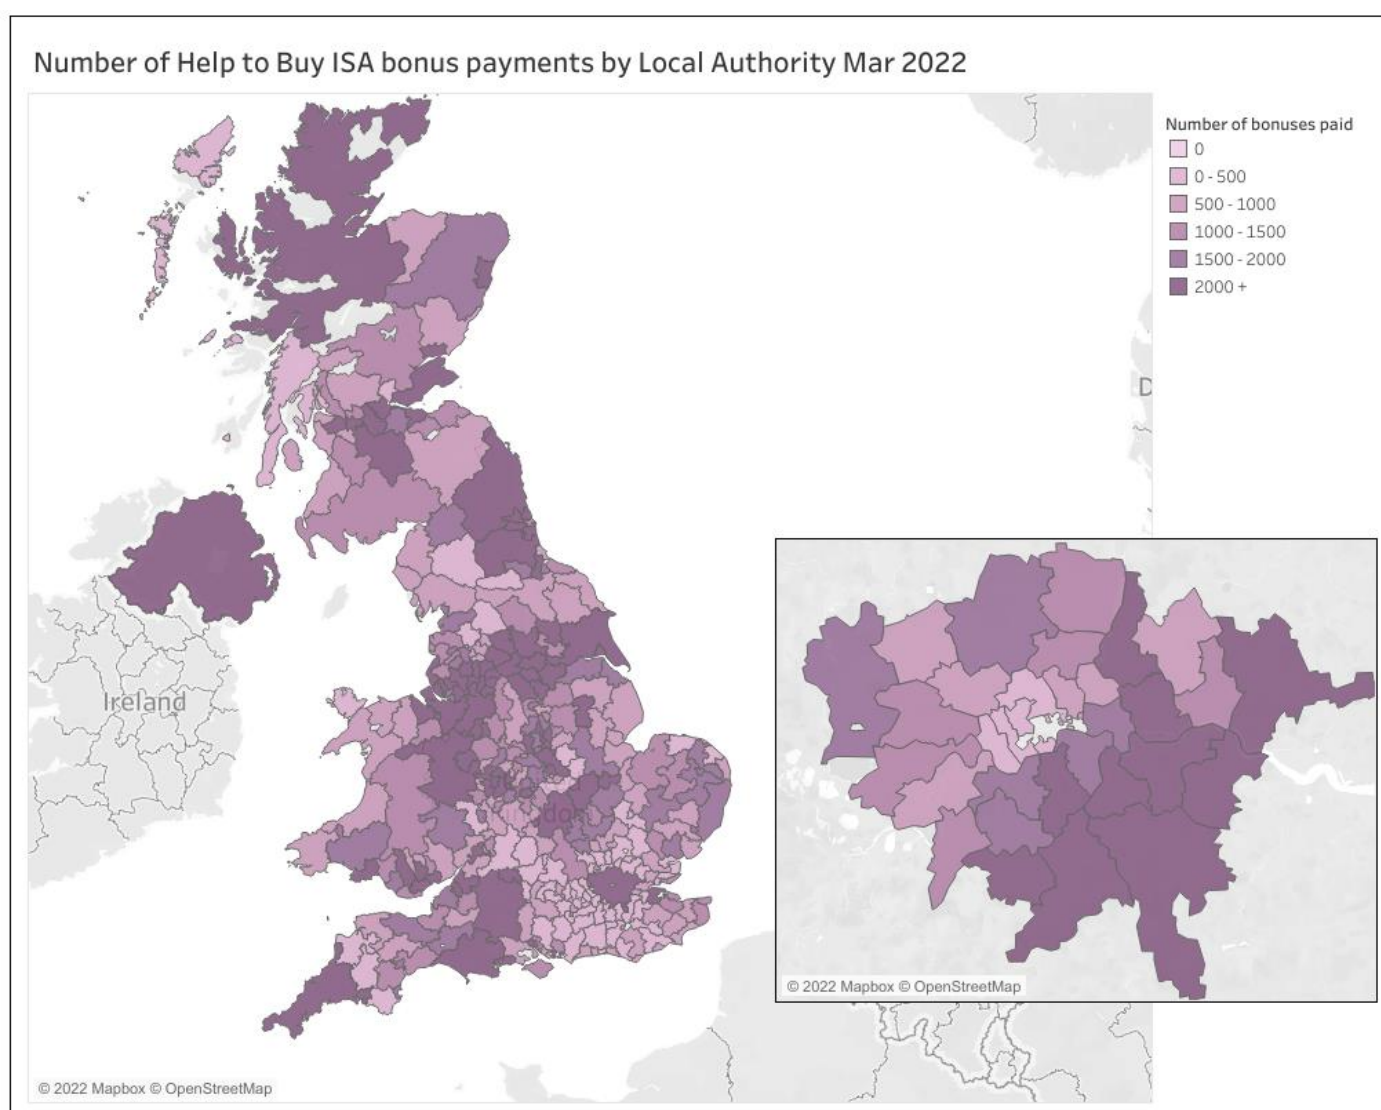 Number of Help to Buy ISA bonus payments by Local Authority Mar 2022
Number of bonuses paid
0
0 - 500
500 - 1000
1000 - 1500
1500 - 2000
2000 +
D
Ireland
© 2022 Mapbox © OpenStreetMap
© 2022 Mapbox © OpenStreetMap